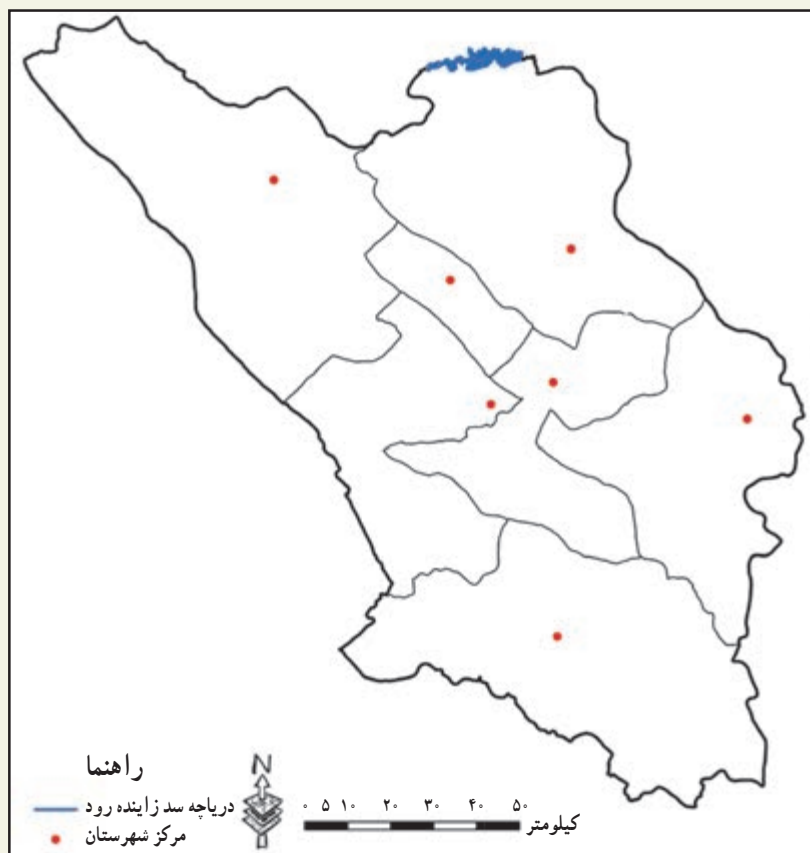 راهنما
دریاچه سد زاینده رود
مرکز شهرستان
N
۰ ۵ ۱۰ ۲۰ ۳۰ ۴۰ ۵۰
کیلومتر